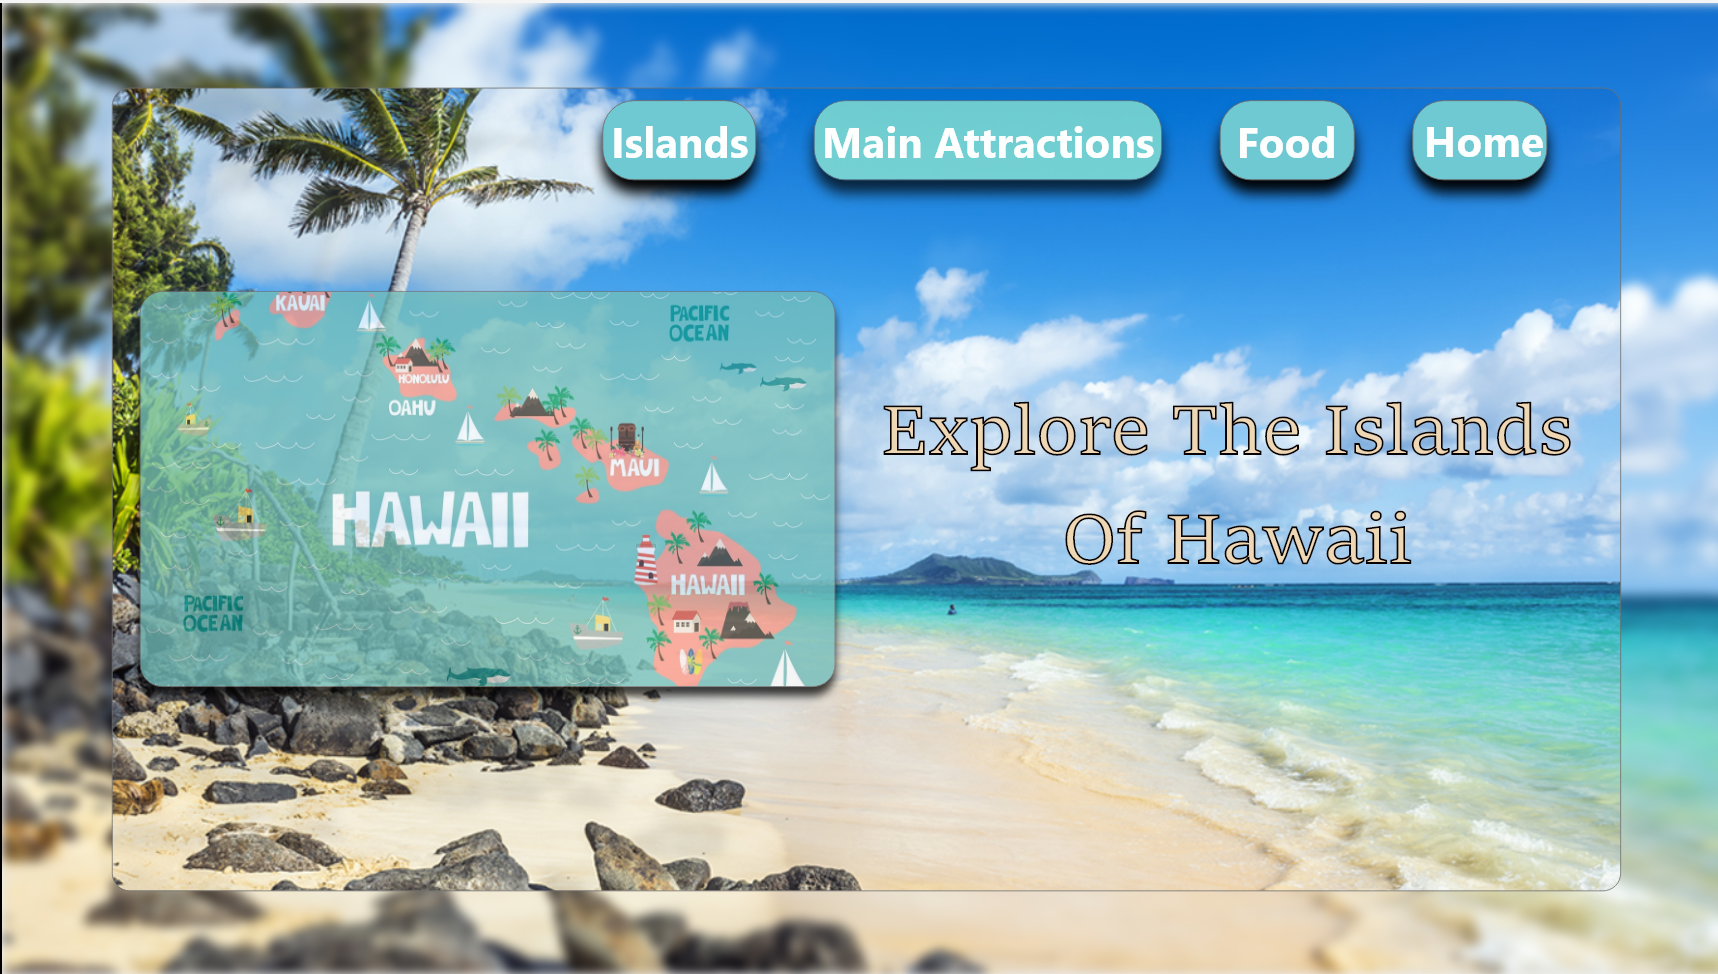 Islands
Main Attractions
Food
Home
KAUAI
PACIFIC
OCEAN
HONOLULU
OAHU
MAUI
HAWAII
HAWAII
PACIFIC
OCEAN
Explore The Islands
Of Hawaii